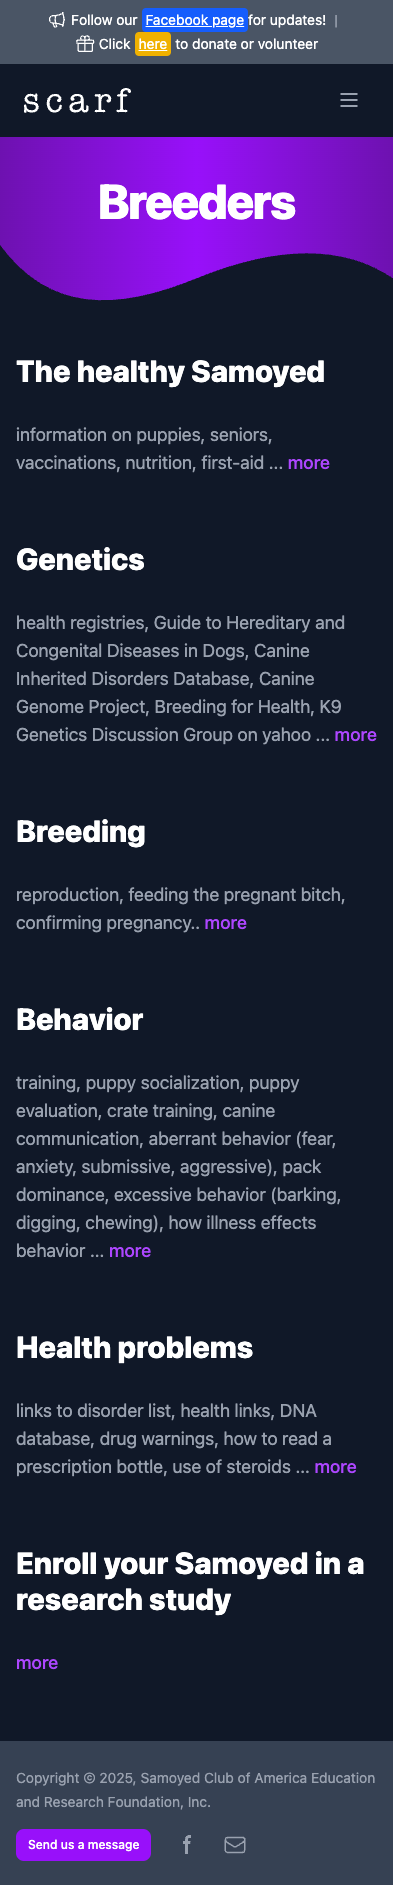 Follow our Facebook page for updates! |
Click here to donate or volunteer
scarf
Breeders
The healthy Samoyed
information on puppies, seniors,
vaccinations, nutrition, first-aid ... more
Genetics
health registries, Guide to Hereditary and
Congenital Diseases in Dogs, Canine
Inherited Disorders Database, Canine
Genome Project, Breeding for Health, K9
Genetics Discussion Group on yahoo ... more
Breeding
reproduction, feeding the pregnant bitch,
confirming pregnancy.. more
Behavior
training, puppy socialization, puppy
evaluation, crate training, canine
communication, aberrant behavior (fear,
anxiety, submissive, aggressive), pack
dominance, excessive behavior (barking,
digging, chewing), how illness effects
behavior ... more
Health problems
links to disorder list, health links, DNA
database, drug warnings, how to read a
prescription bottle, use of steroids ... more
Enroll your Samoyed in a
research study
more
Copyright © 2025, Samoyed Club of America Education
and Research Foundation, Inc.
Send us a message